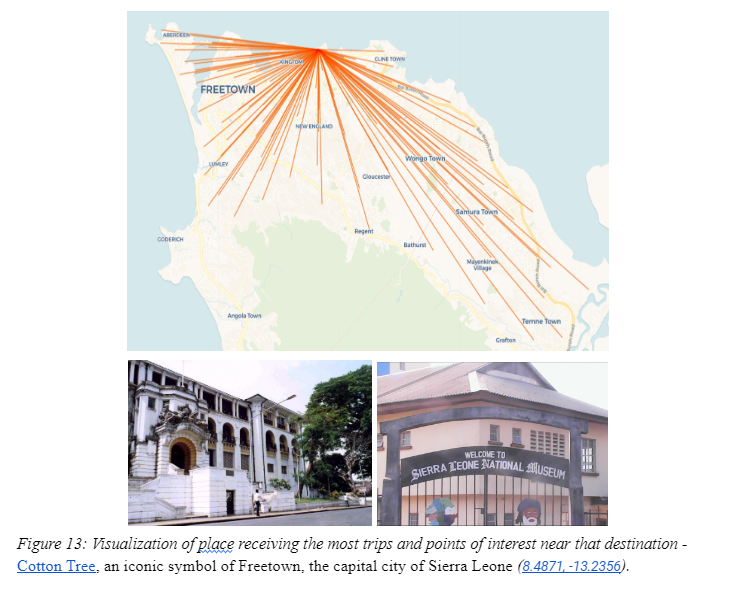 ABERDEEN
CLINE TOWN
KINGTOM
FREETOWN
NEW ENGLAND
Wongo Town
LUMLEY
Gloucester
Samura Town
Regent
GODERICH
Bathurst
Mayenkineh
Village
Angola Town
Temne Town
Grafton
WELCOME TO
SIERRA LEONE NATIONAL MUSEUM
Figure 13: Visualization of place receiving the most trips and points of interest near that destination -
Cotton Tree, an iconic symbol of Freetown, the capital city of Sierra Leone (8.4871, -13.2356).